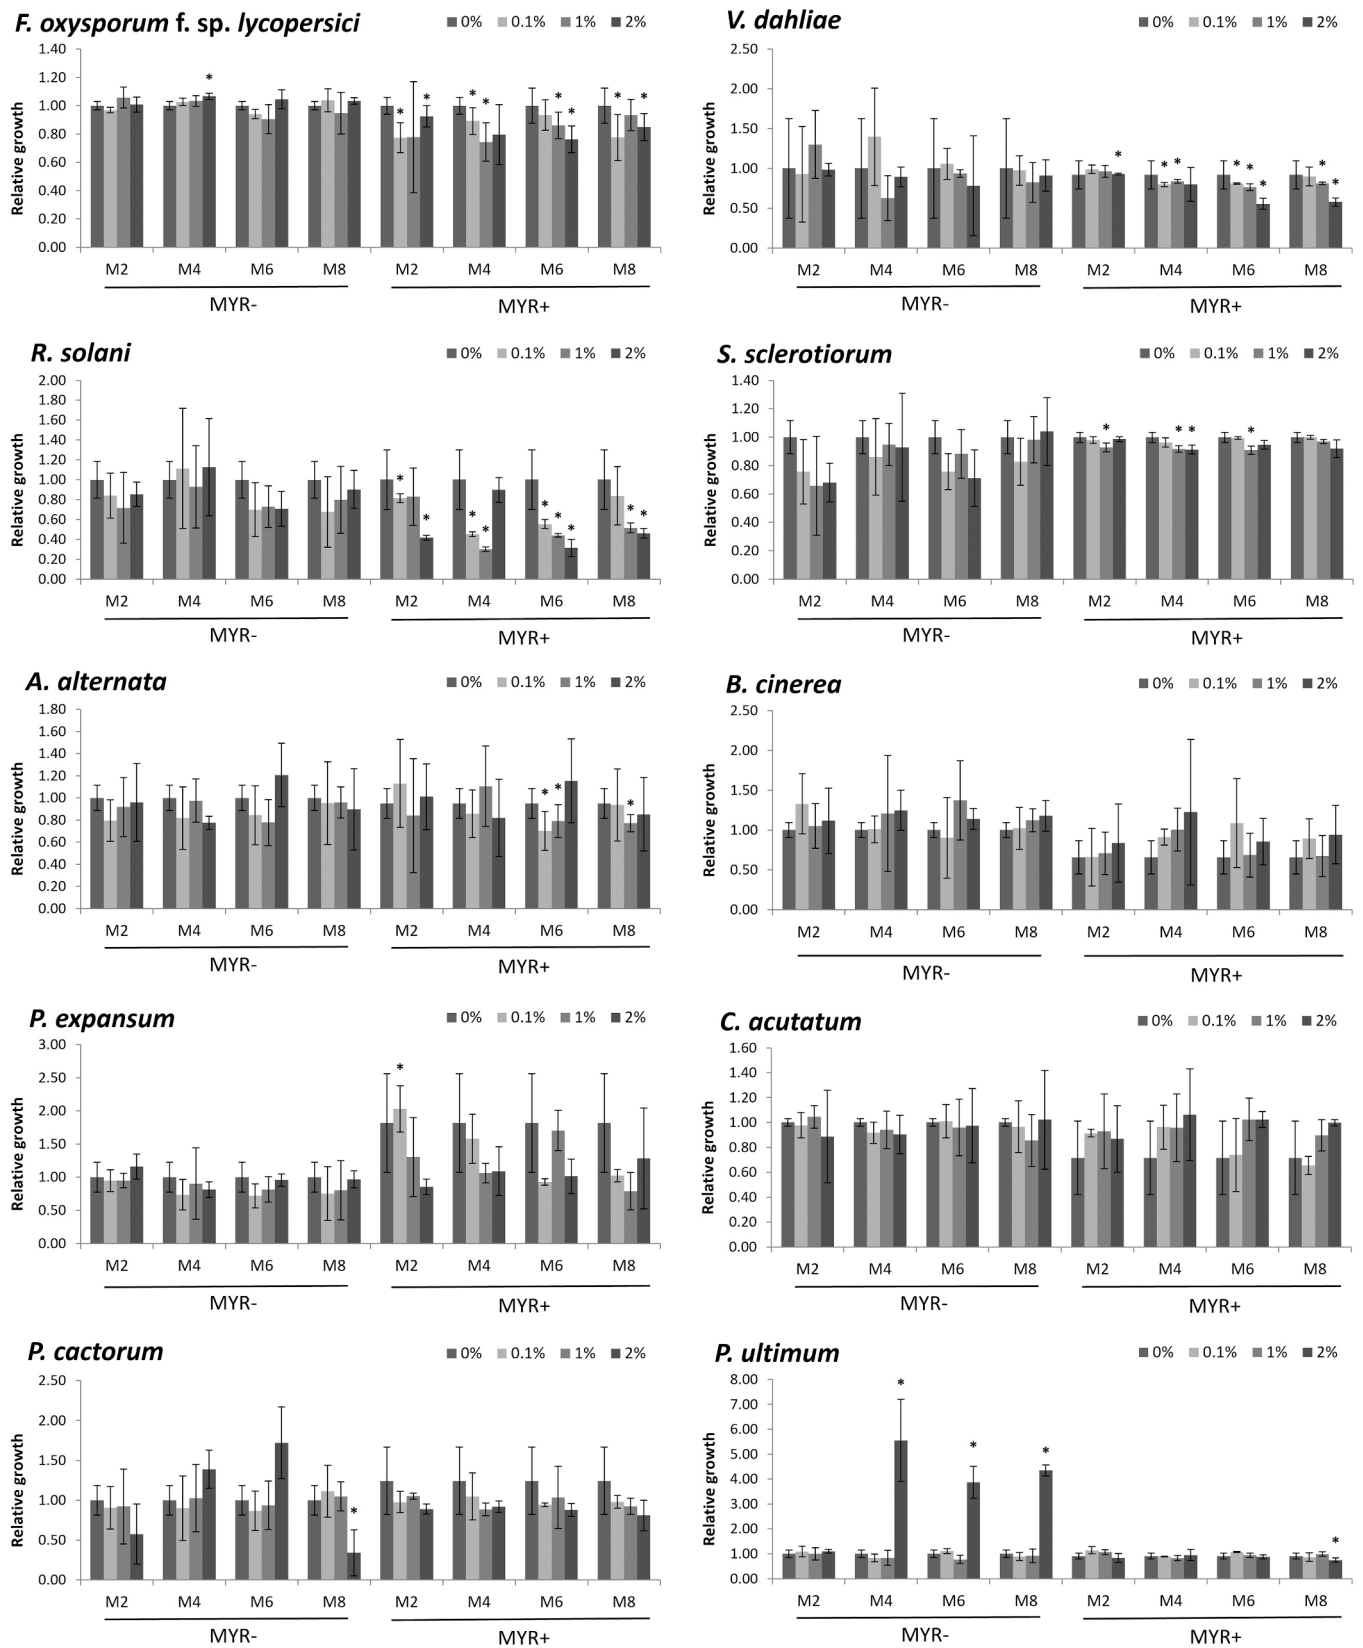 F. oxysporum f. sp. lycopersici
0% 0.1% 1% 2%
Relative growth
1.40
1.20
1.00
0.80
0.60
0.40
0.20
0.00
* * * * * * * * *
M2 M4 M6 M8 M2 M4 M6 M8
MYR- MYR+
V. dahliae
0% 0.1% 1% 2%
Relative growth
2.50
2.00
1.50
1.00
0.50
0.00
* * * * * * * *
M2 M4 M6 M8 M2 M4 M6 M8
MYR- MYR+
R. solani
0% 0.1% 1% 2%
Relative growth
2.00
1.80
1.60
1.40
1.20
1.00
0.80
0.60
0.40
0.20
0.00
* * * * * * * * *
M2 M4 M6 M8 M2 M4 M6 M8
MYR- MYR+
S. sclerotiorum
0% 0.1% 1% 2%
Relative growth
1.40
1.20
1.00
0.80
0.60
0.40
0.20
0.00
* * * *
M2 M4 M6 M8 M2 M4 M6 M8
MYR- MYR+
A. alternata
0% 0.1% 1% 2%
Relative growth
1.80
1.60
1.40
1.20
1.00
0.80
0.60
0.40
0.20
0.00
* * *
M2 M4 M6 M8 M2 M4 M6 M8
MYR- MYR+
B. cinerea
0% 0.1% 1% 2%
Relative growth
2.50
2.00
1.50
1.00
0.50
0.00
M2 M4 M6 M8 M2 M4 M6 M8
MYR- MYR+
P. expansum
0% 0.1% 1% 2%
Relative growth
3.00
2.50
2.00
1.50
1.00
0.50
0.00
*
M2 M4 M6 M8 M2 M4 M6 M8
MYR- MYR+
C. acutatum
0% 0.1% 1% 2%
Relative growth
1.60
1.40
1.20
1.00
0.80
0.60
0.40
0.20
0.00
M2 M4 M6 M8 M2 M4 M6 M8
MYR- MYR+
P. cactorum
0% 0.1% 1% 2%
Relative growth
2.50
2.00
1.50
1.00
0.50
0.00
*
M2 M4 M6 M8 M2 M4 M6 M8
MYR- MYR+
P. ultimum
0% 0.1% 1% 2%
Relative growth
8.00
7.00
6.00
5.00
4.00
3.00
2.00
1.00
0.00
* * * *
M2 M4 M6 M8 M2 M4 M6 M8
MYR- MYR+